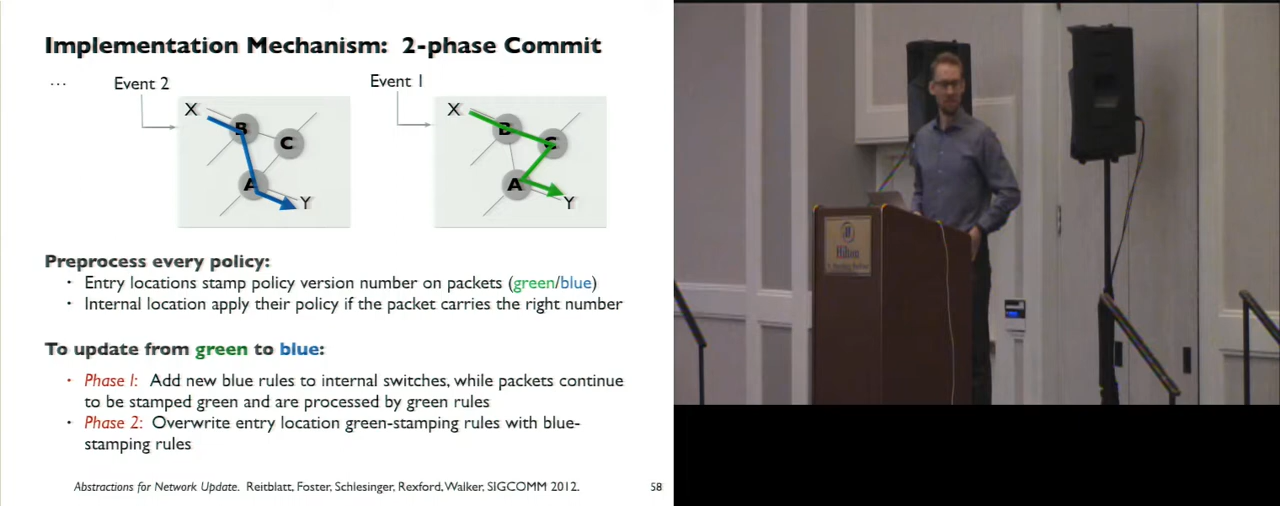 Implementation Mechanism: 2-phase Commit
...
Event 2
Event 1
X
B
C
A
Y
X
B
C
A
Y
Preprocess every policy:
• Entry locations stamp policy version number on packets (green/blue)
• Internal location apply their policy if the packet carries the right number
To update from green to blue:
• Phase 1: Add new blue rules to internal switches, while packets continue
to be stamped green and are processed by green rules
• Phase 2: Overwrite entry location green-stamping rules with blue-
stamping rules
Abstractions for Network Update. Reitblatt, Foster, Schlesinger, Rexford, Walker, SIGCOMM 2012.
58
Hilton